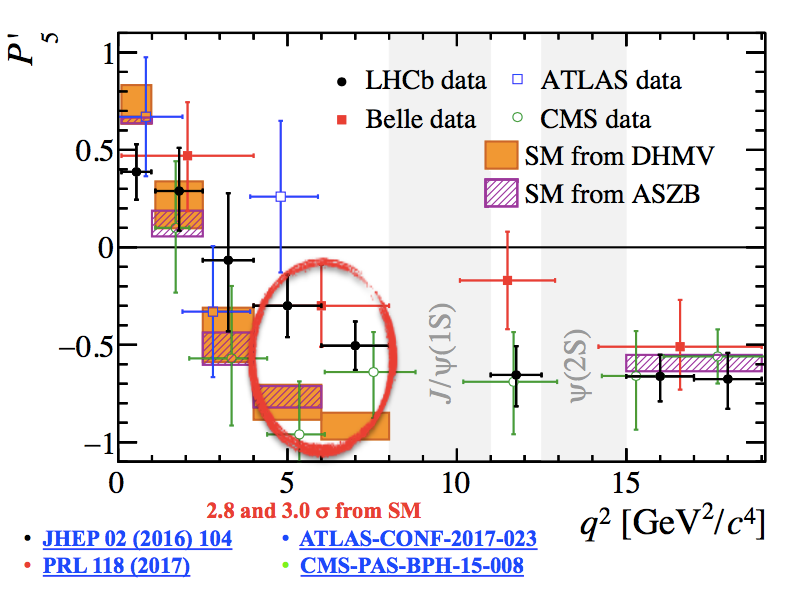 P'5
1
0.5
0
−0.5
−1
LHCb data
ATLAS data
Belle data
CMS data
SM from DHMV
SM from ASZB
J/ψ(1S)
ψ(2S)
0 5 10 15
q² [GeV²/c⁴]
2.8 and 3.0 σ from SM
• JHEP 02 (2016) 104
• ATLAS-CONF-2017-023
• PRL 118 (2017)
• CMS-PAS-BPH-15-008